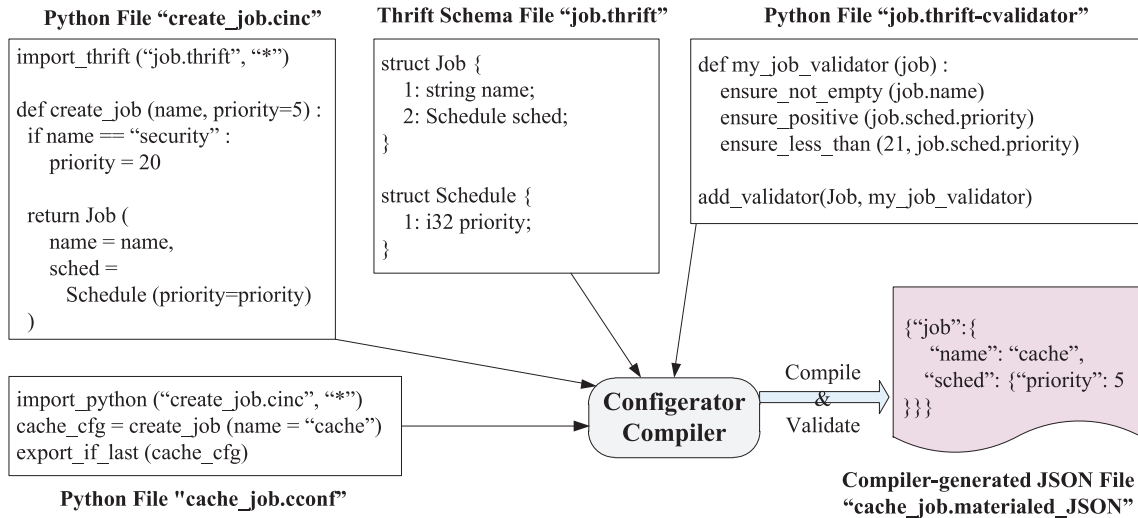 Python File “create_job.cinc”
import_thrift (“job.thrift”, “*”)
def create_job (name, priority=5) :
if name == “security” :
priority = 20
return Job (
name = name,
sched =
Schedule (priority=priority)
)
Thrift Schema File “job.thrift”
struct Job {
1: string name;
2: Schedule sched;
}
struct Schedule {
1: i32 priority;
}
Python File “job.thrift-cvalidator”
def my_job_validator (job) :
ensure_not_empty (job.name)
ensure_positive (job.sched.priority)
ensure_less_than (21, job.sched.priority)
add_validator(Job, my_job_validator)
import_python (“create_job.cinc”, “*”)
cache_cfg = create_job (name = “cache”)
export_if_last (cache_cfg)
Python File "cache_job.cconf”
Configerator
Compiler
Compile
&
Validate
{“job”:{
“name”: “cache”,
“sched”: {“priority”: 5
}}}
Compiler-generated JSON File
“cache_job.materialed_JSON”